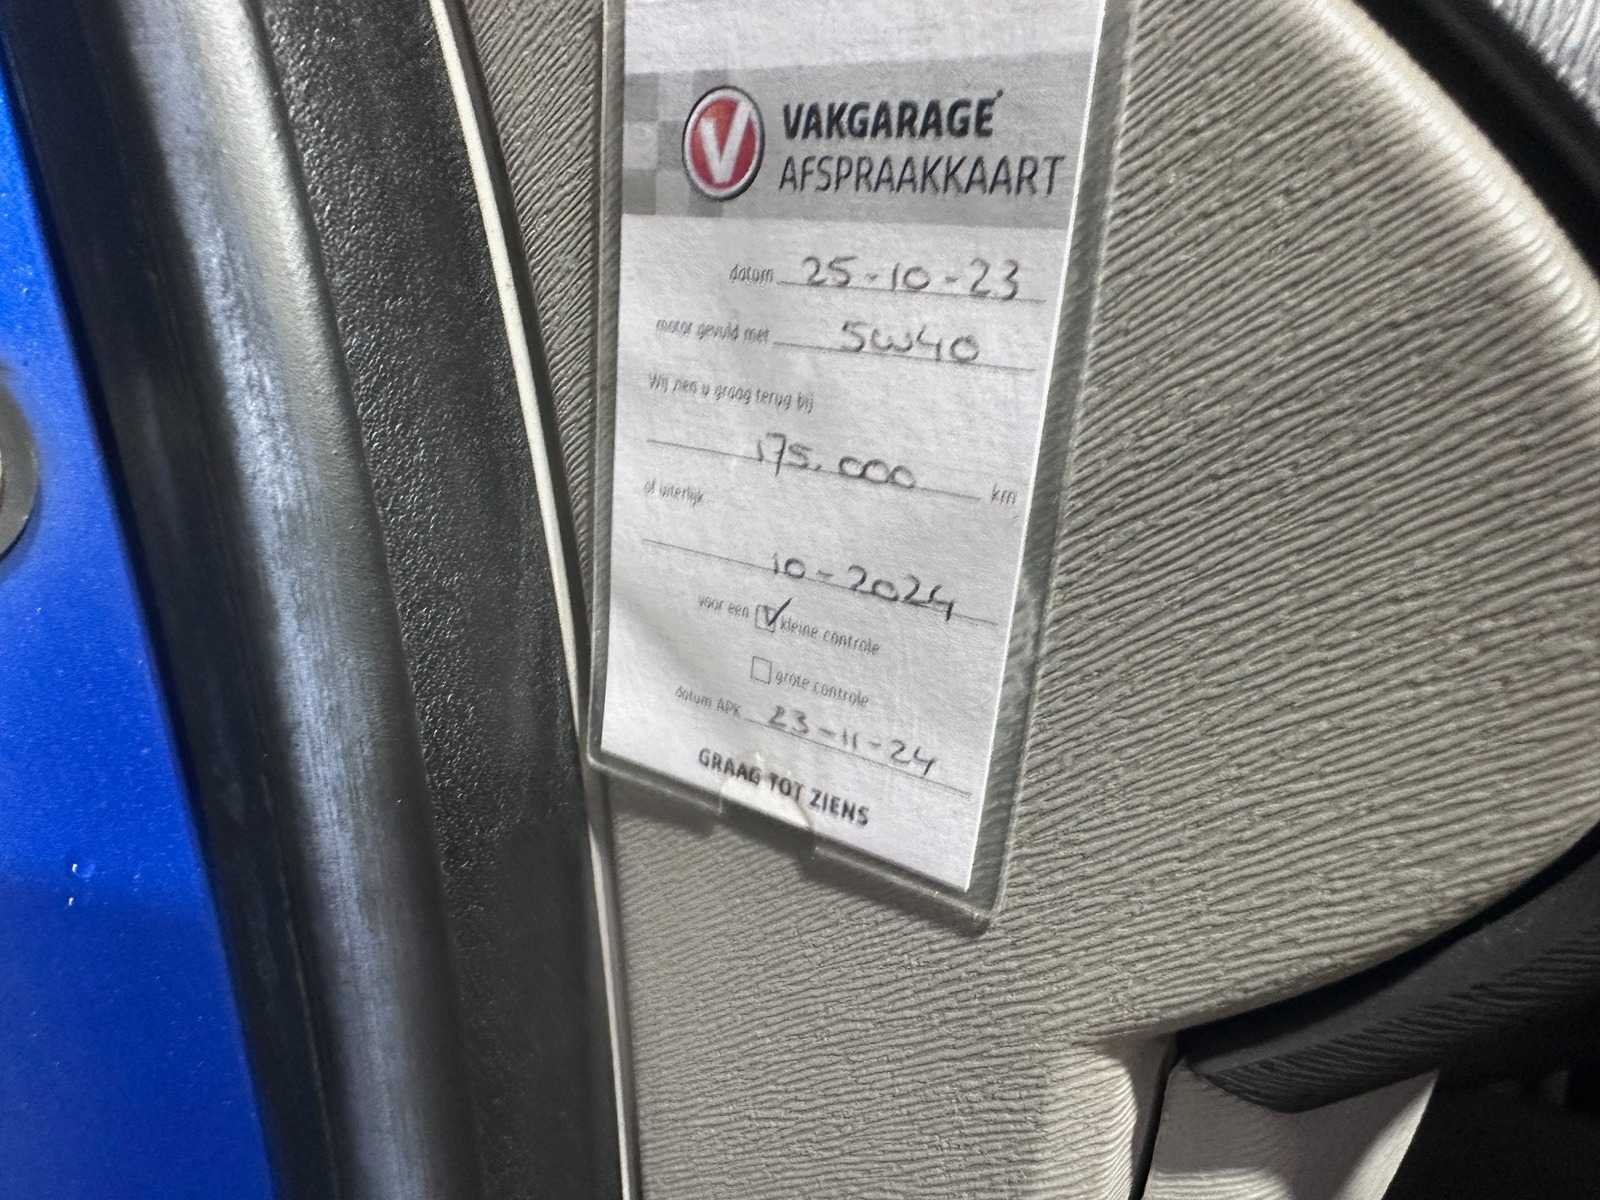 V VAKGARAGE
AFSPRAAKKAART
datum 25-10-23
motor gevuld met 5W40
Wij zien u graag terug bij
175.000 km
of uiterlijk
10-2024
voor een kleine controle
grote controle
datum APK 23-11-24
GRAAG TOT ZIENS